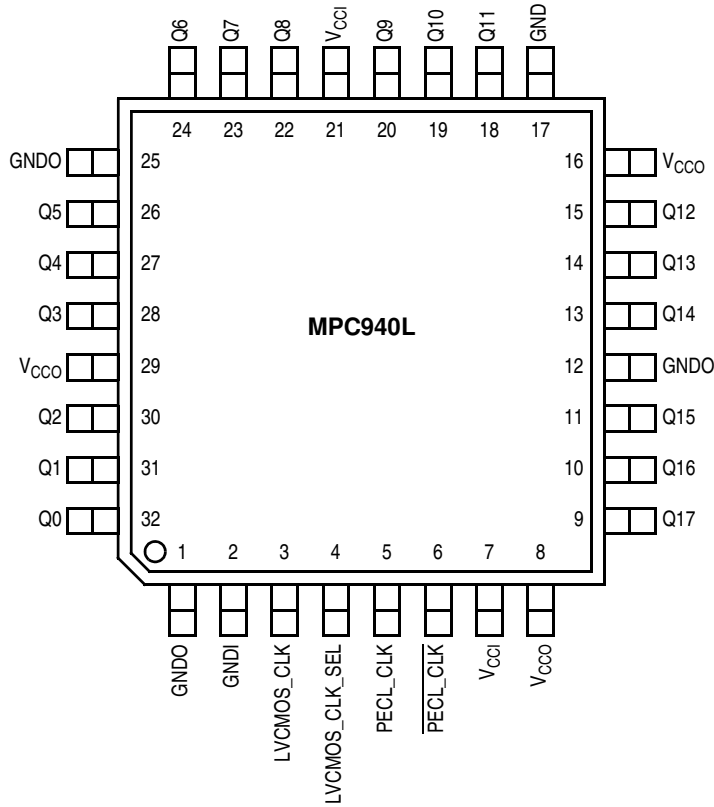 Q6 Q7 Q8 VCCI Q9 Q10 Q11 GND
24 23 22 21 20 19 18 17
GNDO 25 16 VCCO
Q5 26 15 Q12
Q4 27 14 Q13
Q3 28 13 Q14
MPC940L
VCCO 29 12 GNDO
Q2 30 11 Q15
Q1 31 10 Q16
Q0 32 9 Q17
1 2 3 4 5 6 7 8
GNDO GNDI LVCMOS_CLK LVCMOS_CLK_SEL PECL_CLK PECL_CLK VCCI VCCO